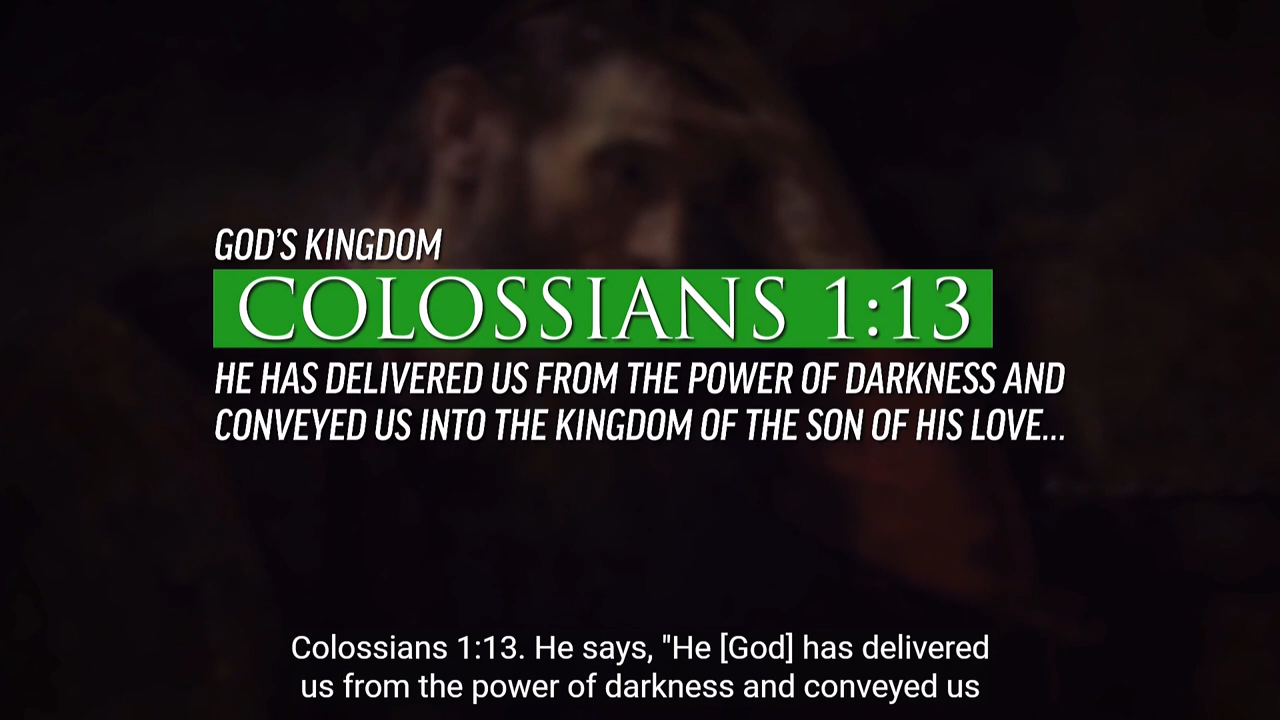 GOD'S KINGDOM
COLOSSIANS 1:13
HE HAS DELIVERED US FROM THE POWER OF DARKNESS AND
CONVEYED US INTO THE KINGDOM OF THE SON OF HIS LOVE...
Colossians 1:13. He says, "He [God] has delivered
us from the power of darkness and conveyed us